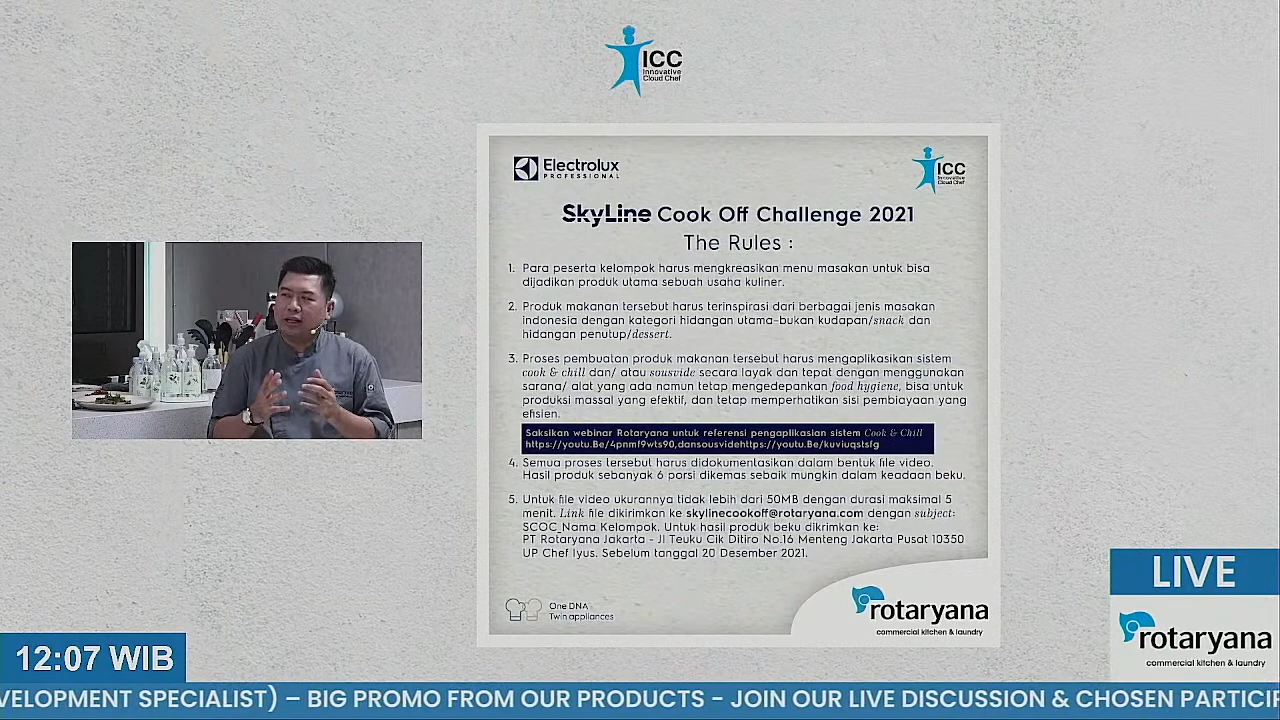 ICC
Innovative
Cloud Chef
Electrolux
PROFESSIONAL
ICC
Innovative
Cloud Chef
SkyLine Cook Off Challenge 2021
The Rules :
1. Para peserta kelompok harus mengkreasikan menu masakan untuk bisa
dijadikan produk utama sebuah usaha kuliner.
2. Produk makanan tersebut harus terinspirasi dari berbagai jenis masakan
indonesia dengan kategori hidangan utama-bukan kudapan/snack dan
hidangan penutup/dessert.
3. Proses pembuatan produk makanan tersebut harus mengaplikasikan sistem
cook & chill dan/ atau sousvide secara layak dan tepat dengan menggunakan
sarana/ alat yang ada namun tetap mengedepankan food hygiene, bisa untuk
produksi massal yang efektif, dan tetap memperhatikan sisi pembiayaan yang
efisien.
Saksikan webinar Rotaryana untuk referensi pengaplikasian sistem Cook & Chill
https://youtu.Be/4pnmf9wts90,dansousvidehttps://youtu.Be/kuviuqstsfg
4. Semua proses tersebut harus didokumentasikan dalam bentuk file video.
Hasil produk sebanyak 6 porsi dikemas sebaik mungkin dalam keadaan beku.
5. Untuk file video ukurannya tidak lebih dari 50MB dengan durasi maksimal 5
menit. Link file dikirimkan ke skylinecookoff@rotaryana.com dengan subject:
SCOC_Nama Kelompok. Untuk hasil produk beku dikrimkan ke:
PT Rotaryana Jakarta - Jl Teuku Cik Ditiro No.16 Menteng Jakarta Pusat 10350
UP Chef Iyus. Sebelum tanggal 20 Desember 2021.
One DNA
Twin appliances
rotaryana
commercial kitchen & laundry
LIVE
rotaryana
commercial kitchen & laundry
12:07 WIB
VELOPMENT SPECIALIST) – BIG PROMO FROM OUR PRODUCTS - JOIN OUR LIVE DISCUSSION & CHOSEN PARTICIP